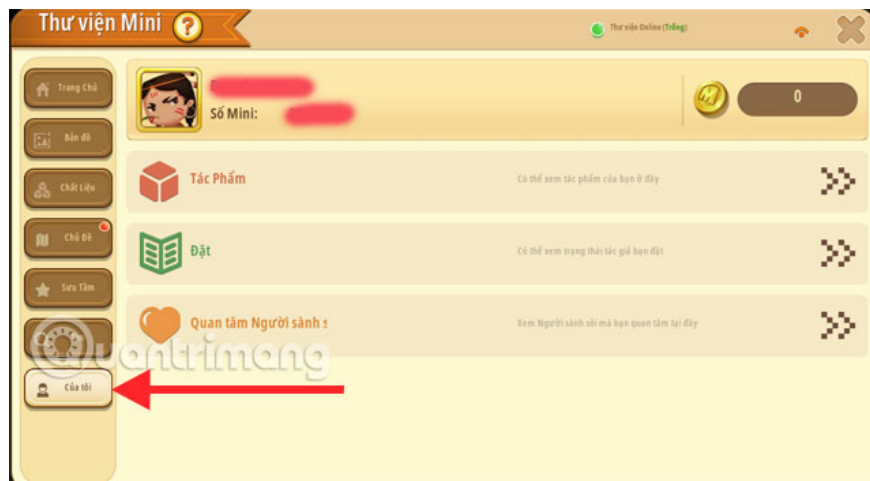 Thư viện Mini ?
Thư viện Online (Trống)
Trang Chủ
Bản đồ
Chất Liệu
Chủ Đề
Sưu Tầm
Của tôi
Số Mini:
0
Tác Phẩm
Có thể xem tác phẩm của bạn ở đây
Đặt
Có thể xem trạng thái tác giả bạn đặt
Quan tâm Người sành s
Xem Người sành sỏi mà bạn quan tâm tại đây
Quantrimang